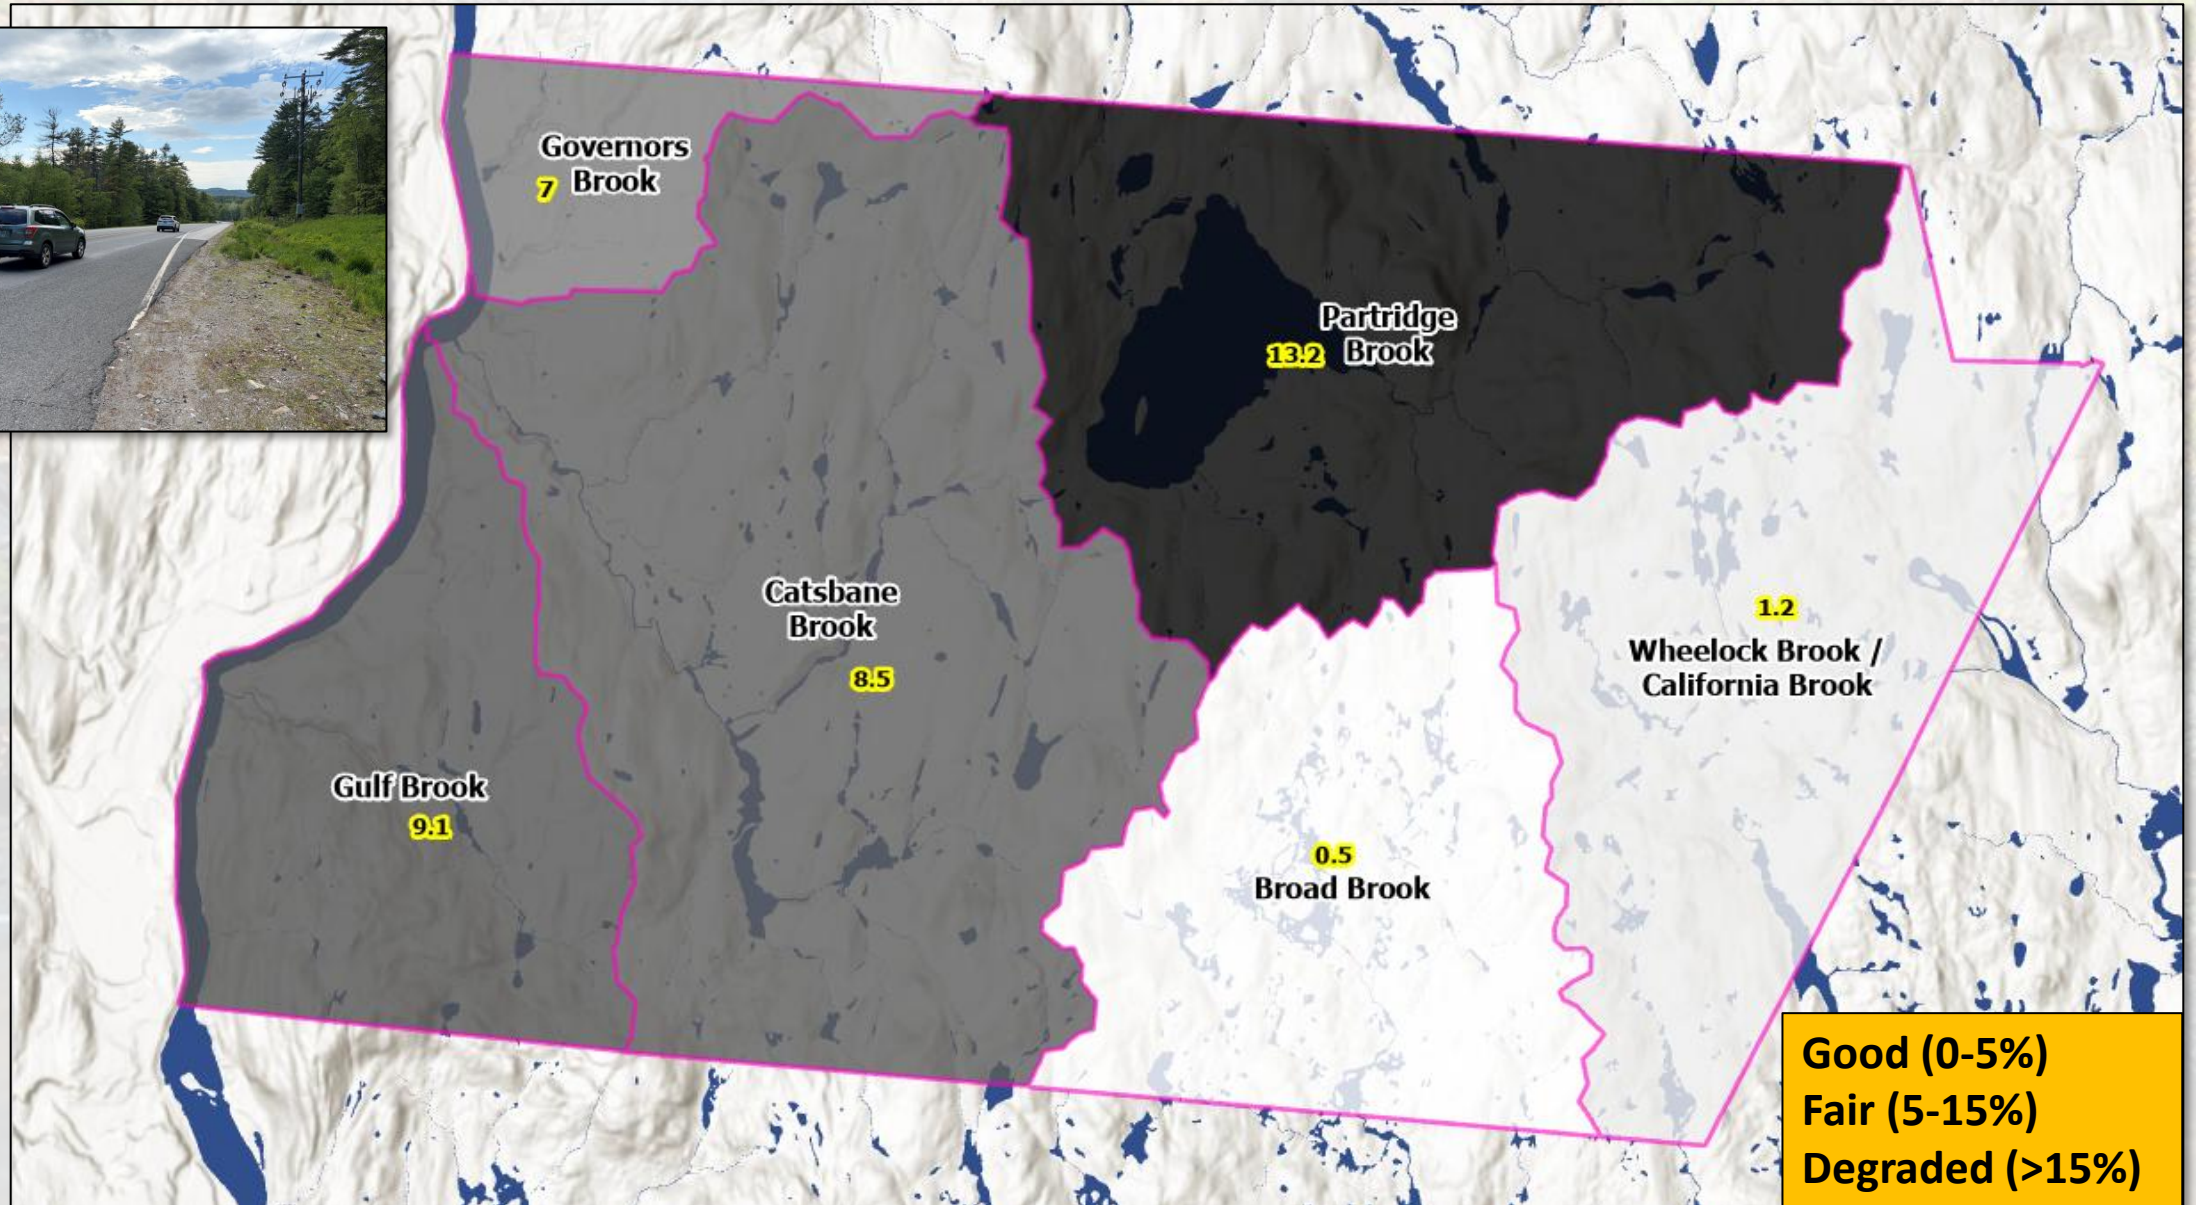 Governors
7 Brook
Partridge
13.2 Brook
Catsbane
Brook
8.5
1.2
Wheelock Brook /
California Brook
Gulf Brook
9.1
0.5
Broad Brook
Good (0-5%)
Fair (5-15%)
Degraded (>15%)